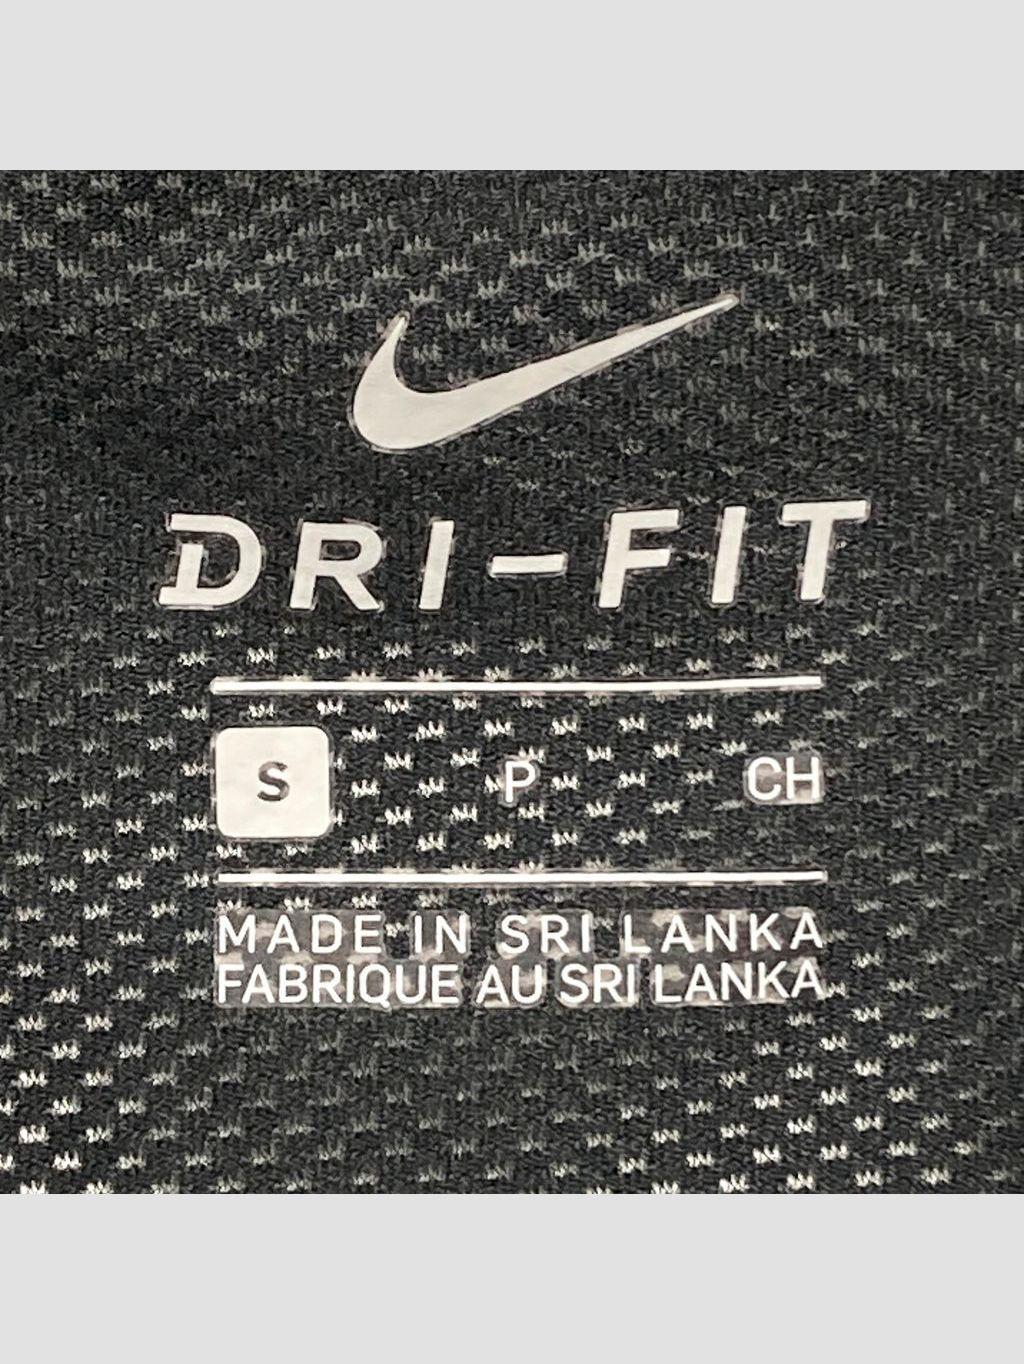 DRI-FIT
S P CH
MADE IN SRI LANKA
FABRIQUE AU SRI LANKA